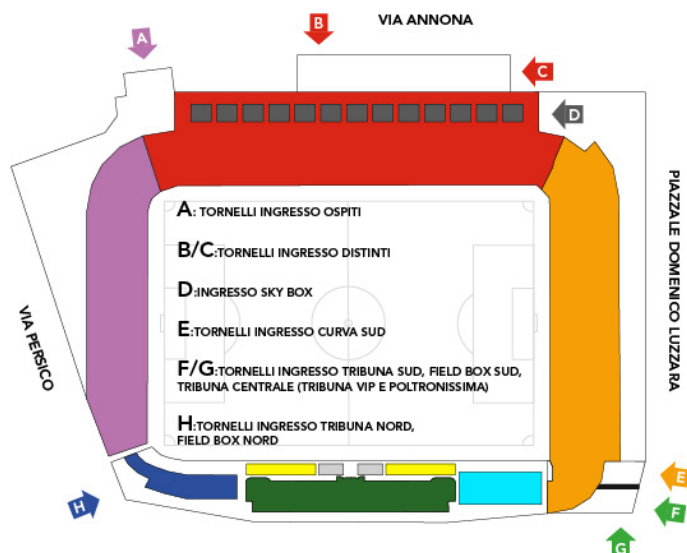 VIA ANNONA
A
B
C
D
A: TORNELLI INGRESSO OSPITI
B/C:TORNELLI INGRESSO DISTINTI
D:INGRESSO SKY BOX
E:TORNELLI INGRESSO CURVA SUD
F/G:TORNELLI INGRESSO TRIBUNA SUD, FIELD BOX SUD,
TRIBUNA CENTRALE (TRIBUNA VIP E POLTRONISSIMA)
H:TORNELLI INGRESSO TRIBUNA NORD,
FIELD BOX NORD
VIA PERSICO
PIAZZALE DOMENICO LUZZARA
H
E
F
G